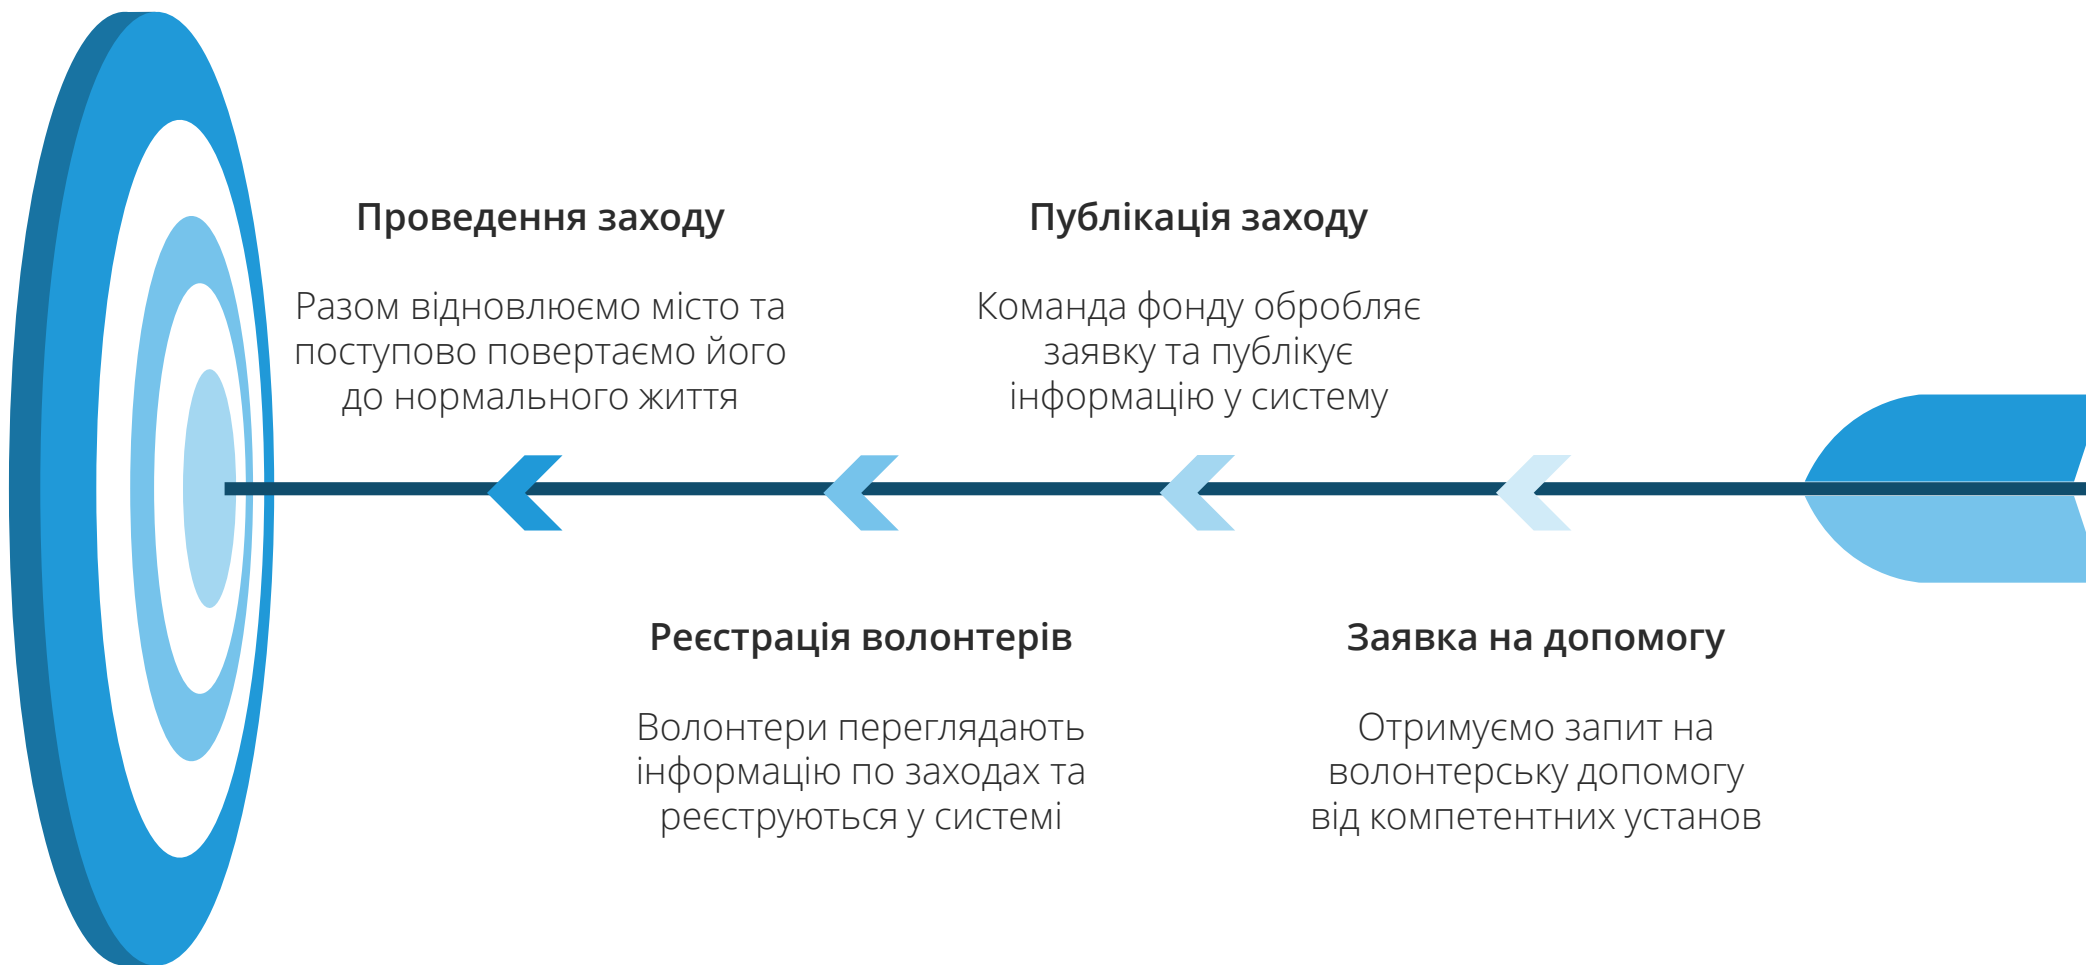 Проведення заходу
Разом відновлюємо місто та
поступово повертаємо його
до нормального життя
Публікація заходу
Команда фонду обробляє
заявку та публікує
інформацію у систему
Реєстрація волонтерів
Волонтери переглядають
інформацію по заходах та
реєструються у системі
Заявка на допомогу
Отримуємо запит на
волонтерську допомогу
від компетентних установ